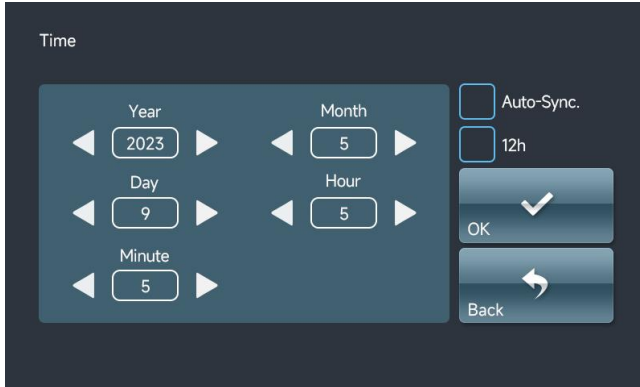 Time
Year
2023
Month
5
Day
9
Hour
5
Minute
5
Auto-Sync.
12h
OK
Back